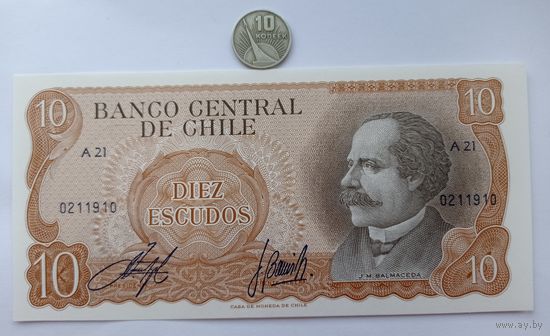 10 КОПЕЕК
10
BANCO CENTRAL
DE CHILE
10
A 21
A 21
0211910
0211910
DIEZ
ESCUDOS
10
10
J.M. BALMACEDA
CASA DE MONEDA DE CHILE
www.ay.by